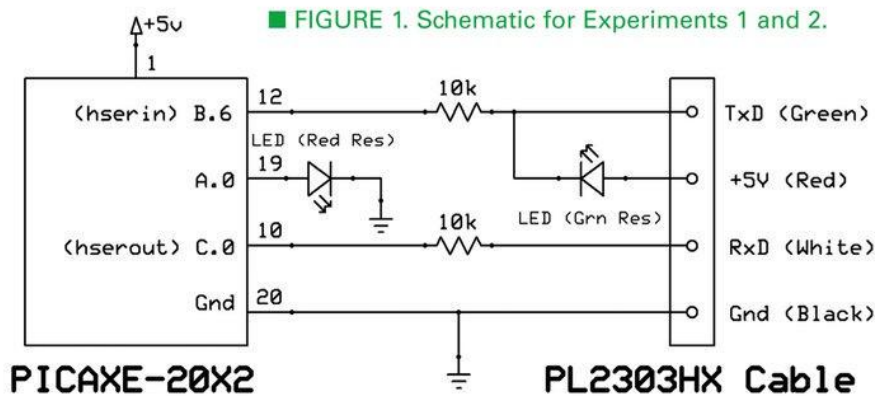 +5v
■ FIGURE 1. Schematic for Experiments 1 and 2.
1
(hserin) B.6
12
10k
TxD (Green)
LED (Red Res)
A.0
19
+5V (Red)
LED (Grn Res)
(hserout) C.0
10
10k
RxD (White)
Gnd
20
Gnd (Black)
PICAXE-20X2
PL2303HX Cable